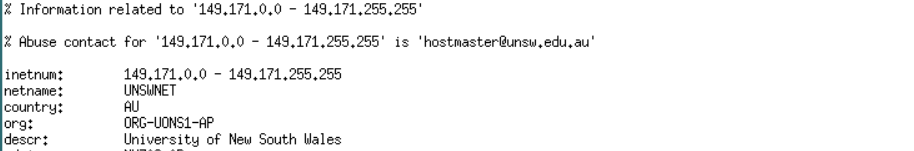 % Information related to '149.171.0.0 - 149.171.255.255'
% Abuse contact for '149.171.0.0 - 149.171.255.255' is 'hostmaster@unsw.edu.au'
inetnum: 149.171.0.0 - 149.171.255.255
netname: UNSWNET
country: AU
org: ORG-UONS1-AP
descr: University of New South Wales